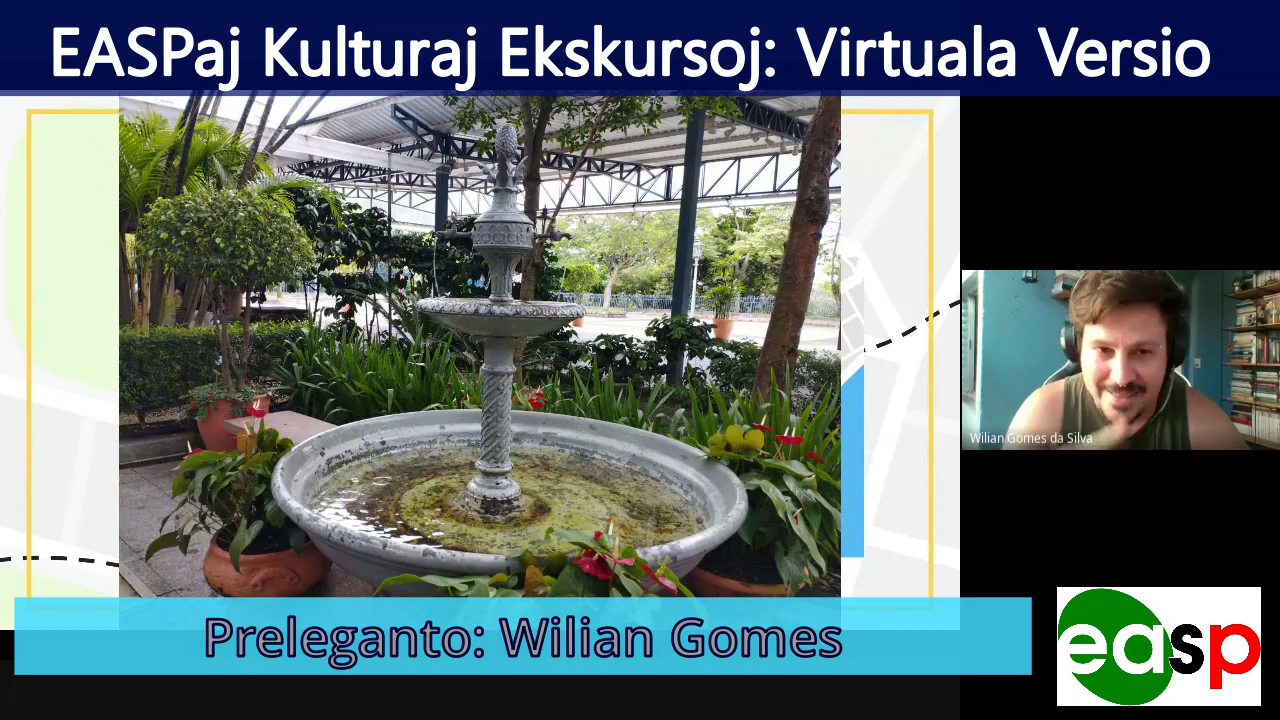 EASPaj Kulturaj Ekskursoj: Virtuala Versio
Wilian Gomes da Silva
Preleganto: Wilian Gomes
easp